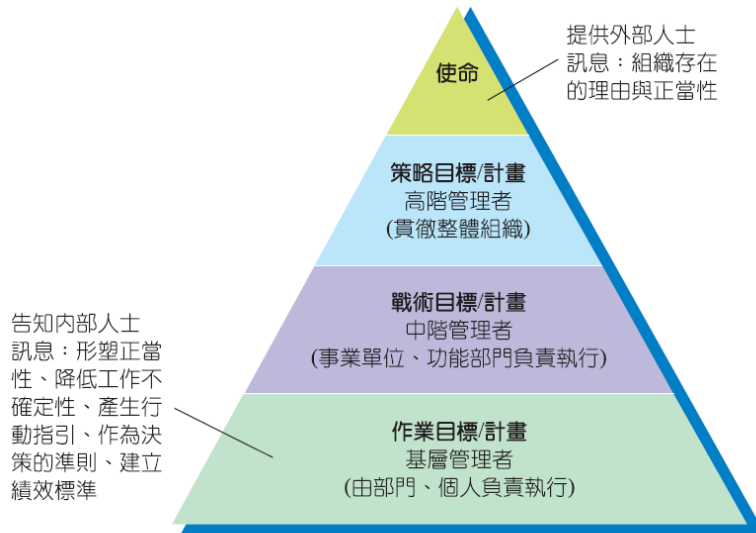 提供外部人士
訊息：組織存在
的理由與正當性
使命
策略目標/計畫
高階管理者
(貫徹整體組織)
戰術目標/計畫
中階管理者
(事業單位、功能部門負責執行)
告知內部人士
訊息：形塑正當
性、降低工作不
確定性、產生行
動指引、作為決
策的準則、建立
績效標準
作業目標/計畫
基層管理者
(由部門、個人負責執行)